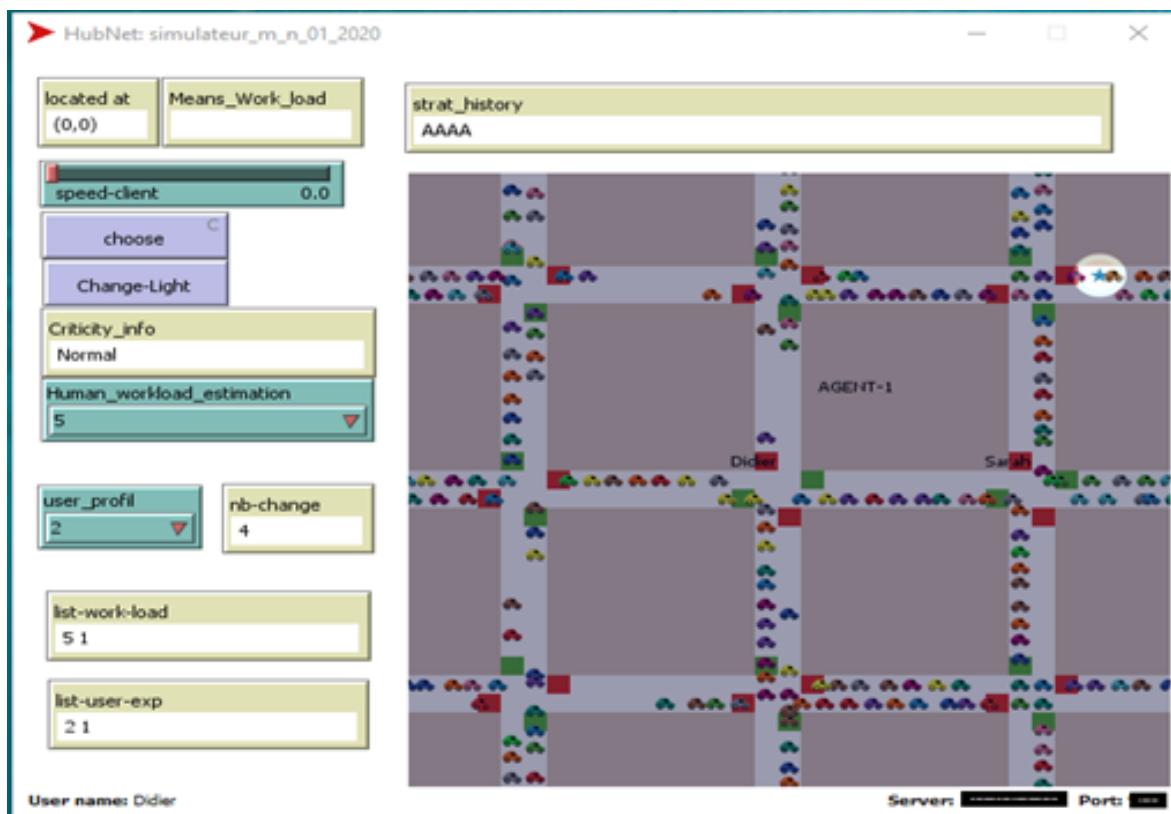 HubNet: simulateur_m_n_01_2020
located at
(0,0)
Means_Work_load
strat_history
AAAA
speed-client 0.0
choose C
Change-Light
Criticity_info
Normal
Human_workload_estimation
5
user_profil
2
nb-change
4
list-work-load
5 1
list-user-exp
2 1
AGENT-1
Didier
Sarah
User name: Didier
Server: Port: